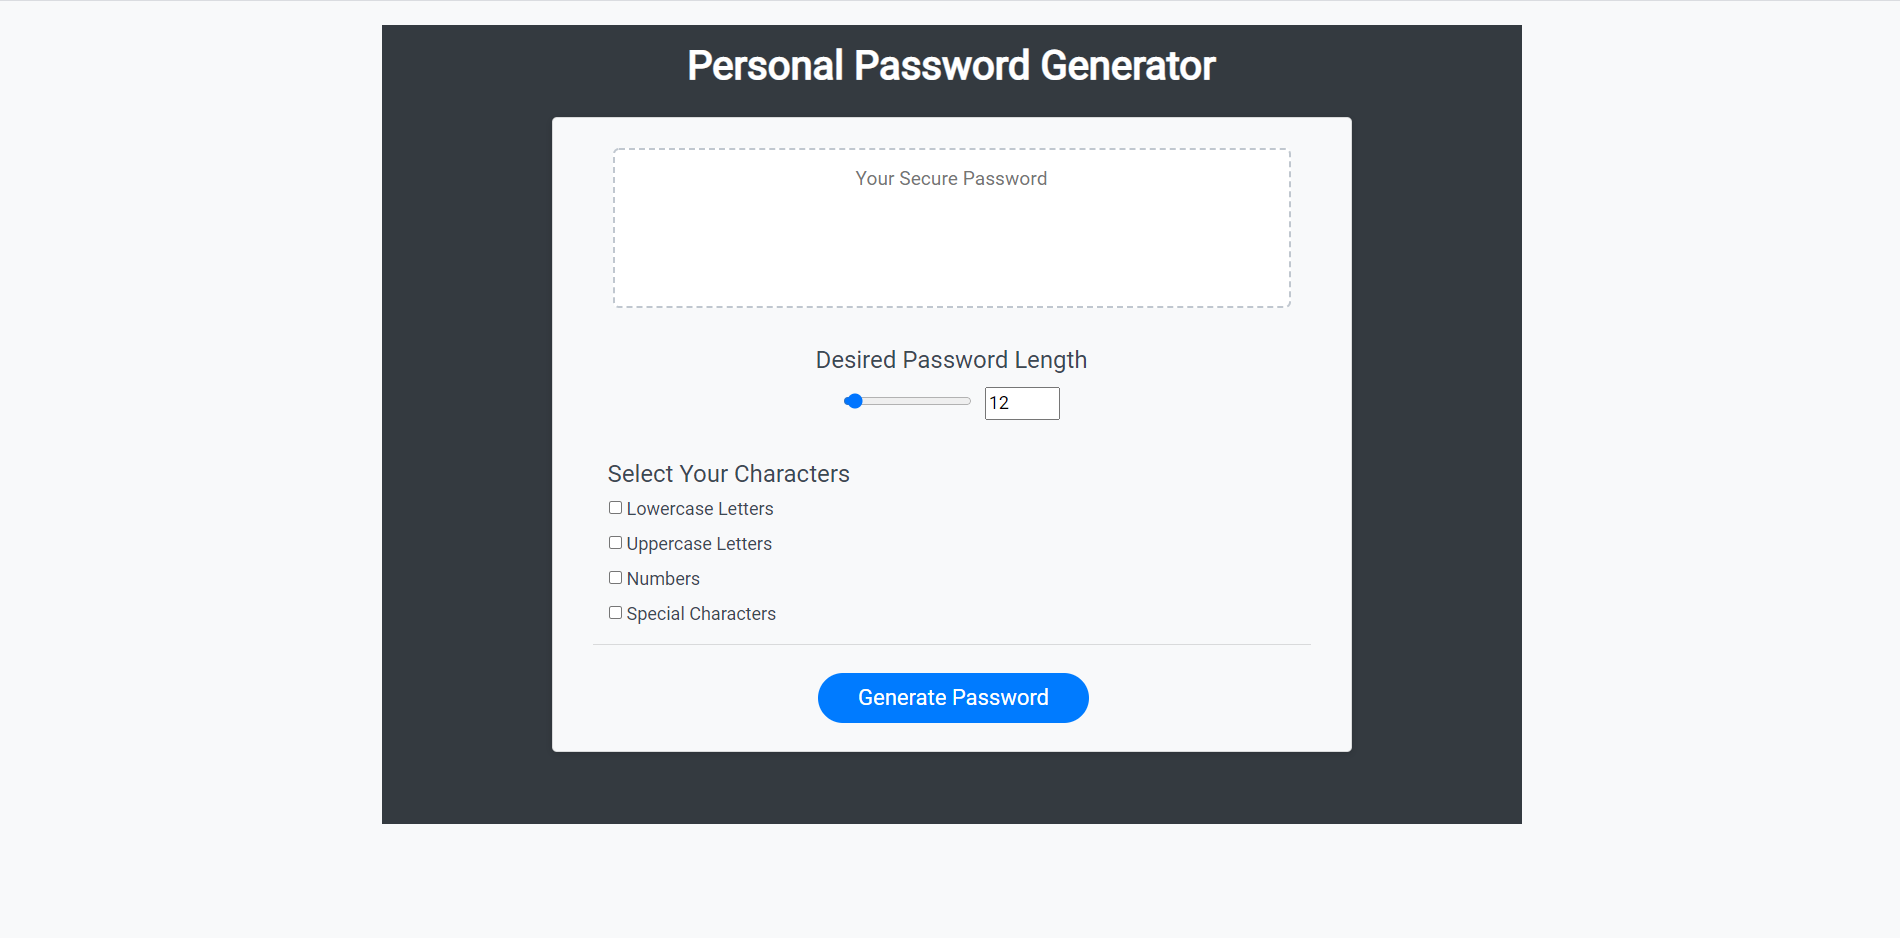 Personal Password Generator
Your Secure Password
Desired Password Length
12
Select Your Characters
Lowercase Letters
Uppercase Letters
Numbers
Special Characters
Generate Password